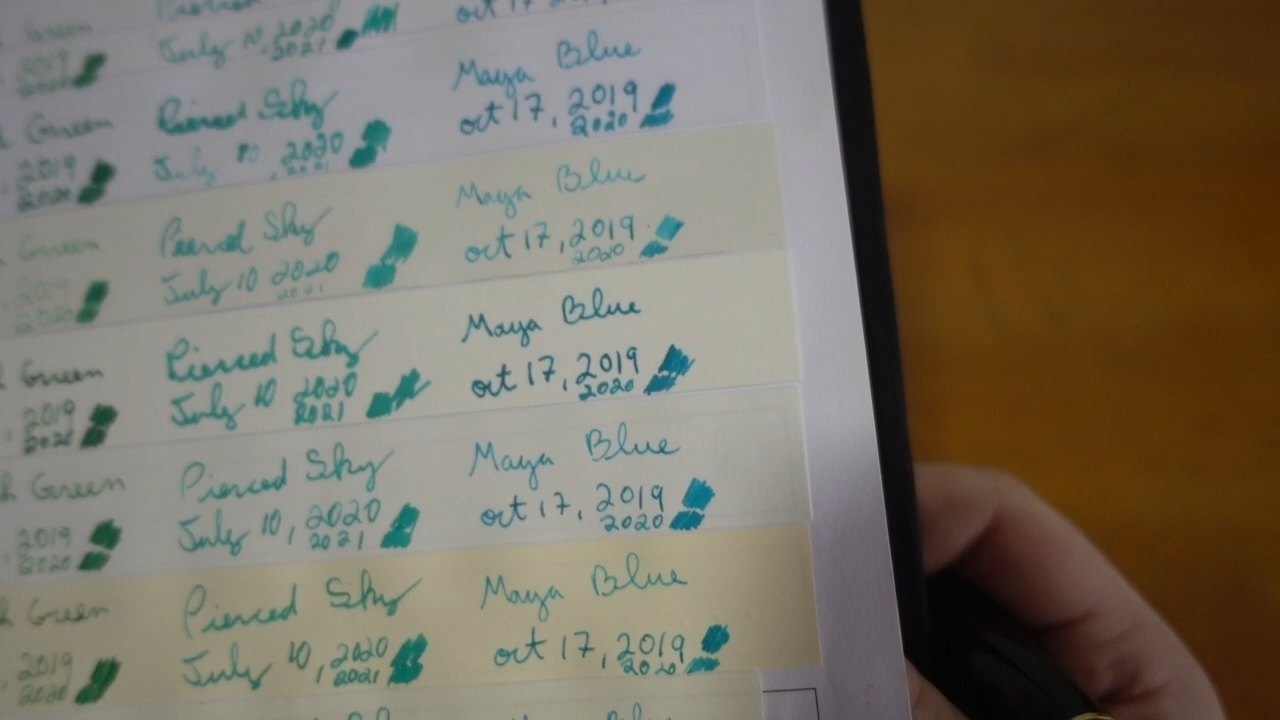 Green
2019
2020
July 10, 2020
2021
oct 17 2020
Green
2019
2020
Pierced Sky
July 10, 2020
2021
Maya Blue
oct 17, 2019
2020
Green
2019
2020
Pierced Sky
July 10 2020
2021
Maya Blue
oct 17, 2019
2020
Green
2019
2020
Pierced Sky
July 10 2020
2021
Maya Blue
oct 17, 2019
2020
h Green
2019
2020
Pierced Sky
July 10, 2020
2021
Maya Blue
oct 17, 2019
2020
Green
2019
2020
Pierced Sky
July 10, 2020
2021
Maya Blue
oct 17, 2019
2020